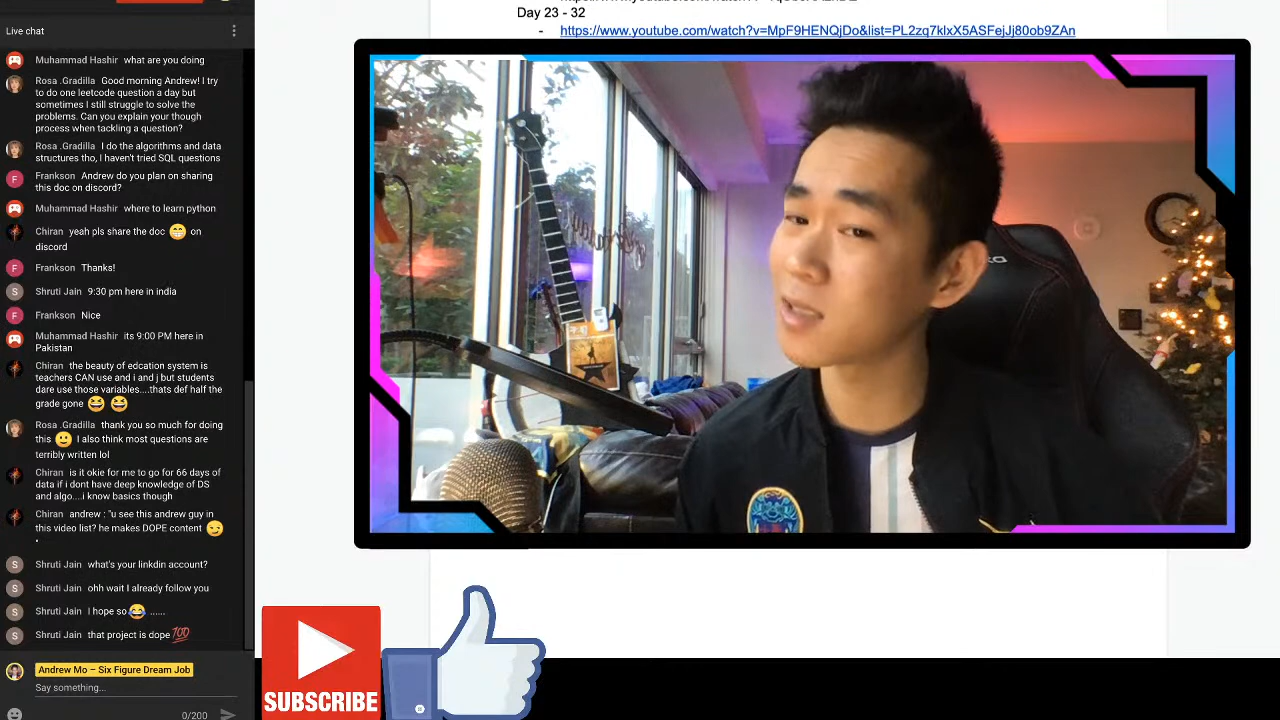 Day 23 - 32
- https://www.youtube.com/watch?v=MpF9HENQjDo&list=PL2zq7klxX5ASFejJj80ob9ZAn
Live chat
Muhammad Hashir what are you doing
Rosa .Gradilla Good morning Andrew! I try
to do one leetcode question a day but
sometimes I still struggle to solve the
problems. Can you explain your though
process when tackling a question?
Rosa .Gradilla I do the algorithms and data
structures tho, I haven't tried SQL questions
F
Frankson Andrew do you plan on sharing
this doc on discord?
Muhammad Hashir where to learn python
Chiran yeah pls share the doc 😁 on
discord
F Frankson Thanks!
S Shruti Jain 9:30 pm here in india
F Frankson Nice
Muhammad Hashir its 9:00 PM here in
Pakistan
Chiran the beauty of edcation system is
teachers CAN use and i and j but students
dare use those variables....thats def half the
grade gone 😆 😆
Rosa .Gradilla thank you so much for doing
this 🙂 I also think most questions are
terribly written lol
Chiran is it okie for me to go for 66 days of
data if i dont have deep knowledge of DS
and algo....i know basics though
Chiran andrew : "u see this andrew guy in
this video list? he makes DOPE content 😏
"
S Shruti Jain what's your linkdin account?
S Shruti Jain ohh wait I already follow you
S Shruti Jain I hope so😂 ......
S Shruti Jain that project is dope💯
Andrew Mo – Six Figure Dream Job
Say something...
0/200
SUBSCRIBE